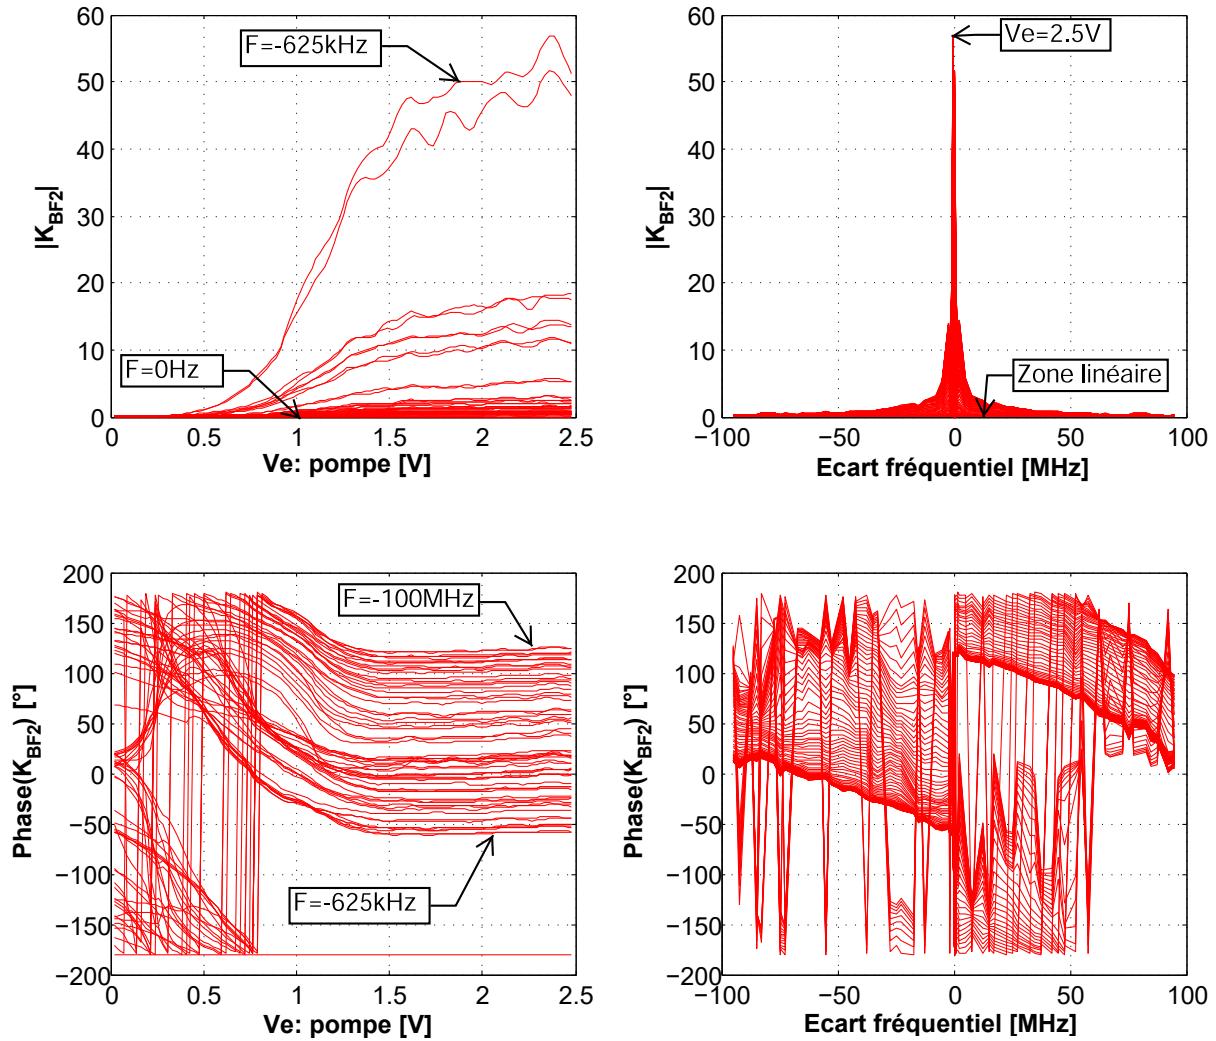 60
50
40
30
20
10
0
|K_BF2|
F=-625kHz
F=0Hz
0 0.5 1 1.5 2 2.5
Ve: pompe [V]
60
50
40
30
20
10
0
|K_BF2|
Ve=2.5V
Zone linéaire
−100 −50 0 50 100
Ecart fréquentiel [MHz]
200
150
100
50
0
−50
−100
−150
−200
Phase(K_BF2) [°]
F=-100MHz
F=-625kHz
0 0.5 1 1.5 2 2.5
Ve: pompe [V]
200
150
100
50
0
−50
−100
−150
−200
Phase(K_BF2) [°]
−100 −50 0 50 100
Ecart fréquentiel [MHz]